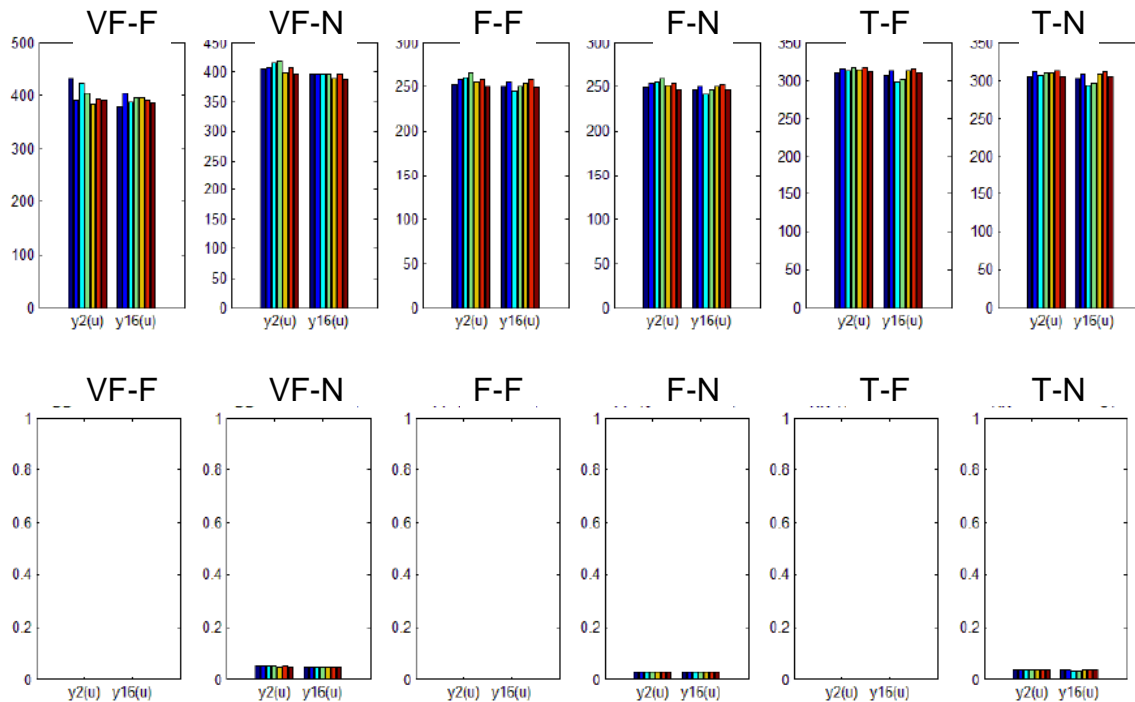 VF-F VF-N F-F F-N T-F T-N
500 450 300 300 350 350
400 400 250 250 300 300
350 250 250
300 300 200 200
250 200 200
200 200 150 150
150 150 150
100 100 100 100
100 100 100
50 50 50 50 50
0 0 0 0 0 0
y2(u) y16(u) y2(u) y16(u) y2(u) y16(u) y2(u) y16(u) y2(u) y16(u) y2(u) y16(u)
VF-F VF-N F-F F-N T-F T-N
1 1 1 1 1 1
0.8 0.8 0.8 0.8 0.8 0.8
0.6 0.6 0.6 0.6 0.6 0.6
0.4 0.4 0.4 0.4 0.4 0.4
0.2 0.2 0.2 0.2 0.2 0.2
0 0 0 0 0 0
y2(u) y16(u) y2(u) y16(u) y2(u) y16(u) y2(u) y16(u) y2(u) y16(u) y2(u) y16(u)